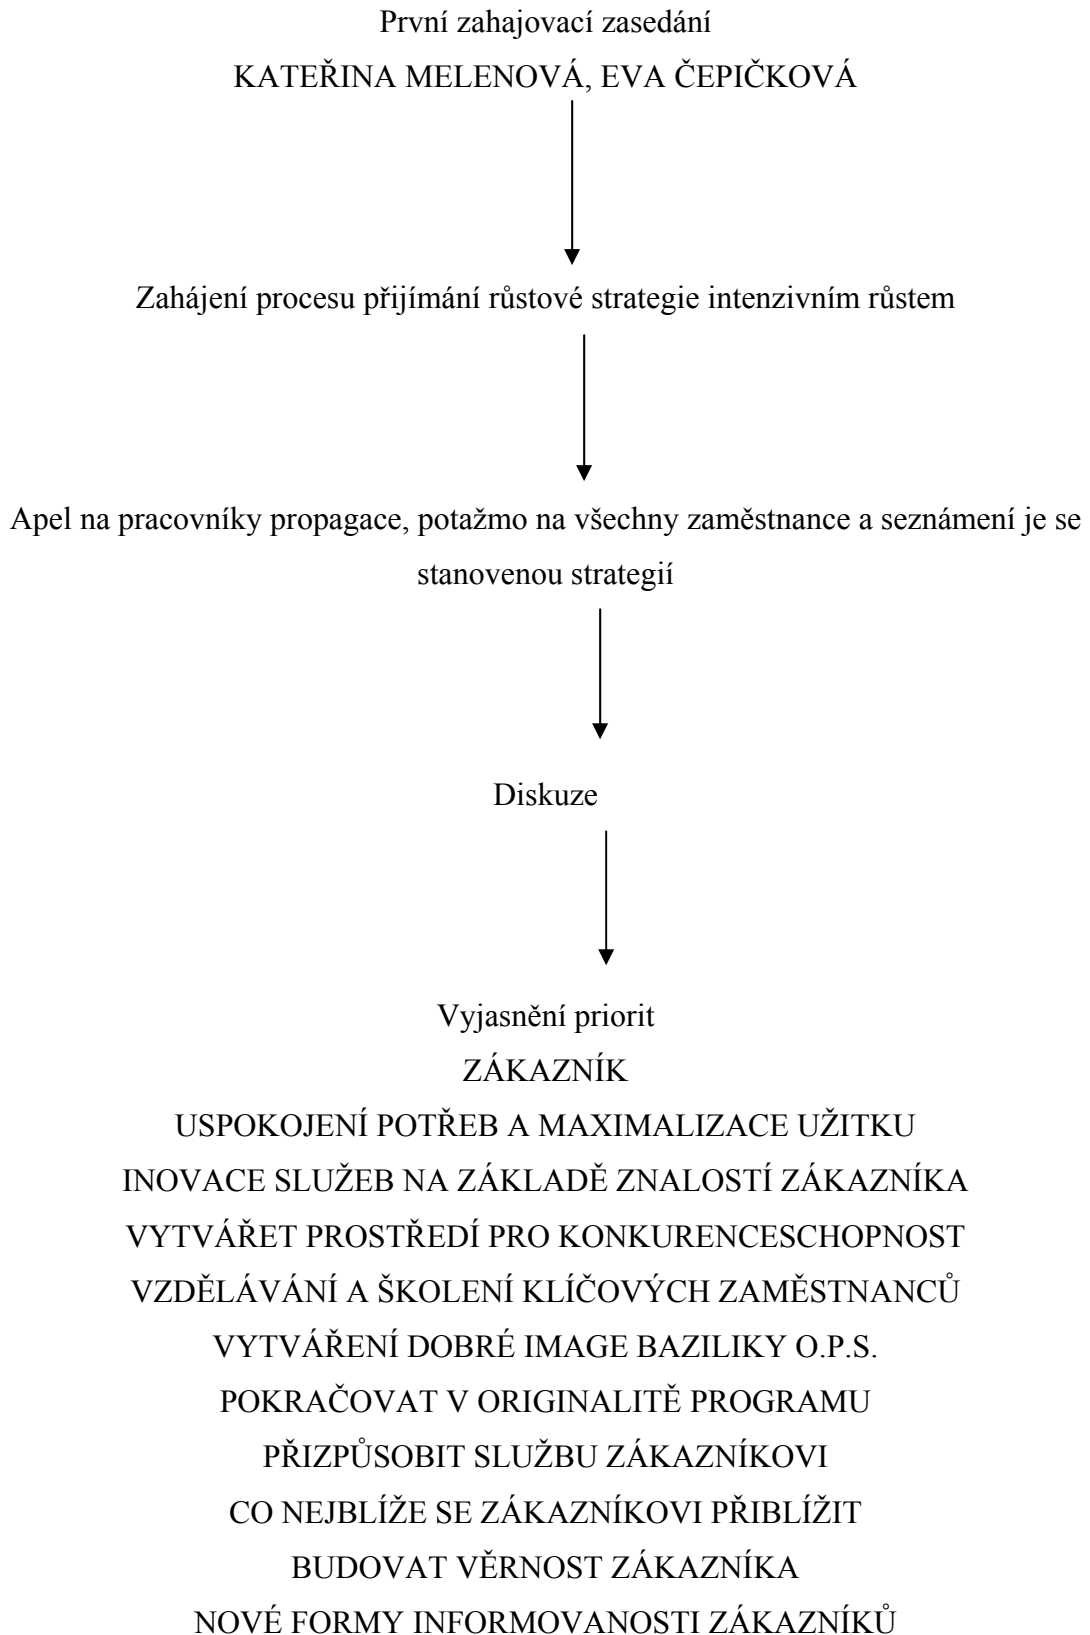 První zahajovací zasedání
KATEŘINA MELENOVÁ, EVA ČEPIČKOVÁ
Zahájení procesu přijímání růstové strategie intenzivním růstem
Apel na pracovníky propagace, potažmo na všechny zaměstnance a seznámení je se
stanovenou strategií
Diskuze
Vyjasnění priorit
ZÁKAZNÍK
USPOKOJENÍ POTŘEB A MAXIMALIZACE UŽITKU
INOVACE SLUŽEB NA ZÁKLADĚ ZNALOSTÍ ZÁKAZNÍKA
VYTVÁŘET PROSTŘEDÍ PRO KONKURENCESCHOPNOST
VZDĚLÁVÁNÍ A ŠKOLENÍ KLÍČOVÝCH ZAMĚSTNANCŮ
VYTVÁŘENÍ DOBRÉ IMAGE BAZILIKY O.P.S.
POKRAČOVAT V ORIGINALITĚ PROGRAMU
PŘIZPŮSOBIT SLUŽBU ZÁKAZNÍKOVI
CO NEJBLÍŽE SE ZÁKAZNÍKOVI PŘIBLÍŽIT
BUDOVAT VĚRNOST ZÁKAZNÍKA
NOVÉ FORMY INFORMOVANOSTI ZÁKAZNÍKŮ